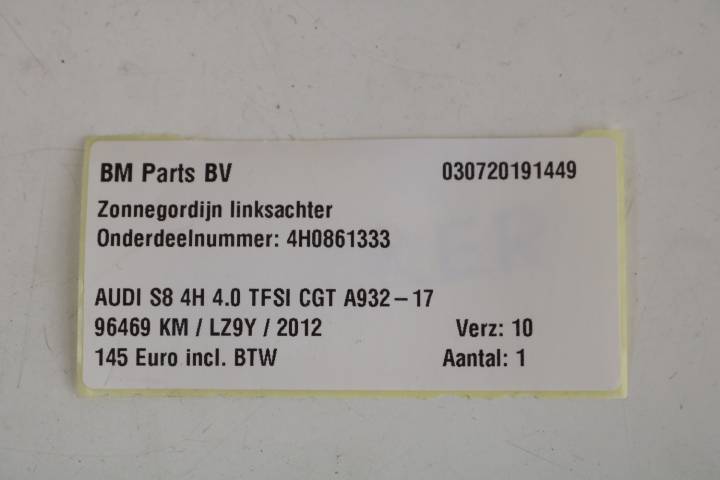 BM Parts BV 030720191449
Zonnegordijn linksachter
Onderdeelnummer: 4H0861333
AUDI S8 4H 4.0 TFSI CGT A932-17
96469 KM / LZ9Y / 2012 Verz: 10
145 Euro incl. BTW Aantal: 1